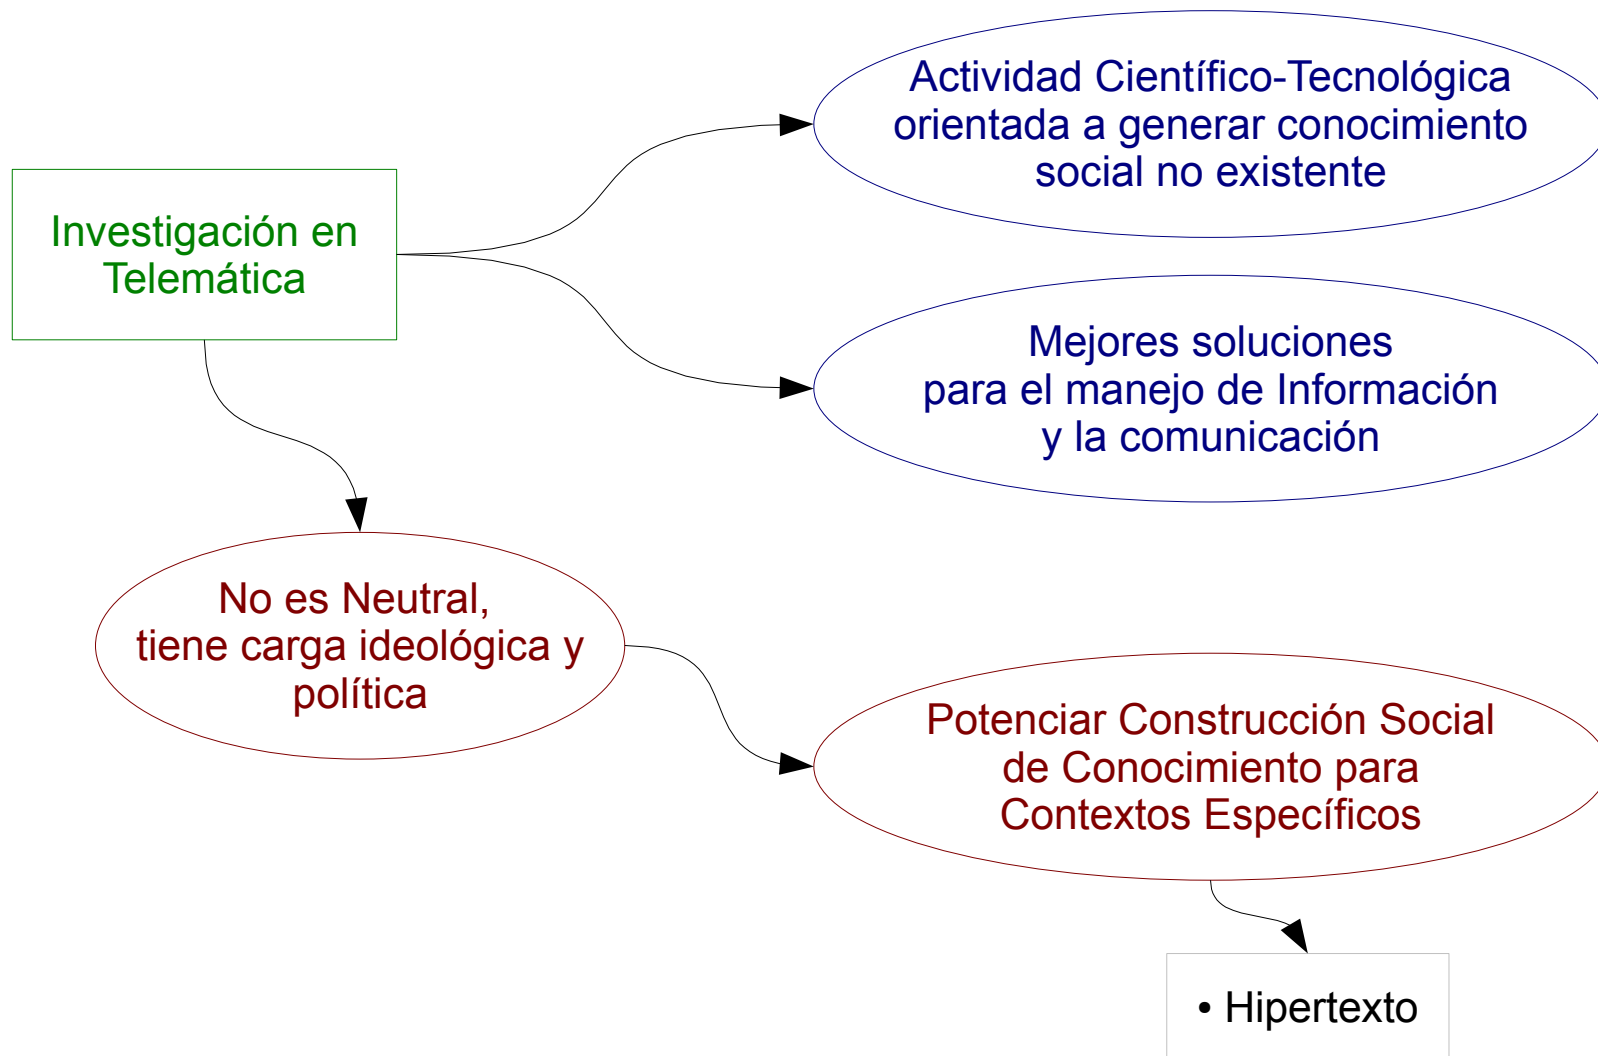 Actividad Científico-Tecnológica
orientada a generar conocimiento
social no existente
Investigación en
Telemática
Mejores soluciones
para el manejo de Información
y la comunicación
No es Neutral,
tiene carga ideológica y
política
Potenciar Construcción Social
de Conocimiento para
Contextos Específicos
• Hipertexto